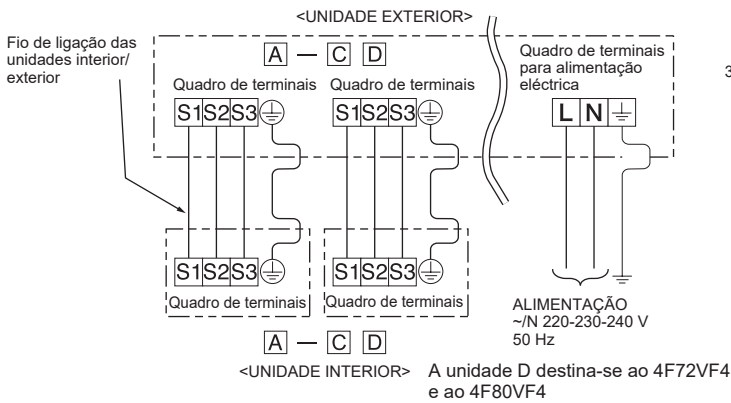 <UNIDADE EXTERIOR>
Fio de ligação das
unidades interior/
exterior
A — C D
Quadro de terminais
Quadro de terminais
Quadro de terminais
para alimentação
eléctrica
S1 S2 S3
S1 S2 S3
L N
3
S1 S2 S3
S1 S2 S3
Quadro de terminais
Quadro de terminais
ALIMENTAÇÃO
~/N 220-230-240 V
50 Hz
A — C D
<UNIDADE INTERIOR>
A unidade D destina-se ao 4F72VF4
e ao 4F80VF4